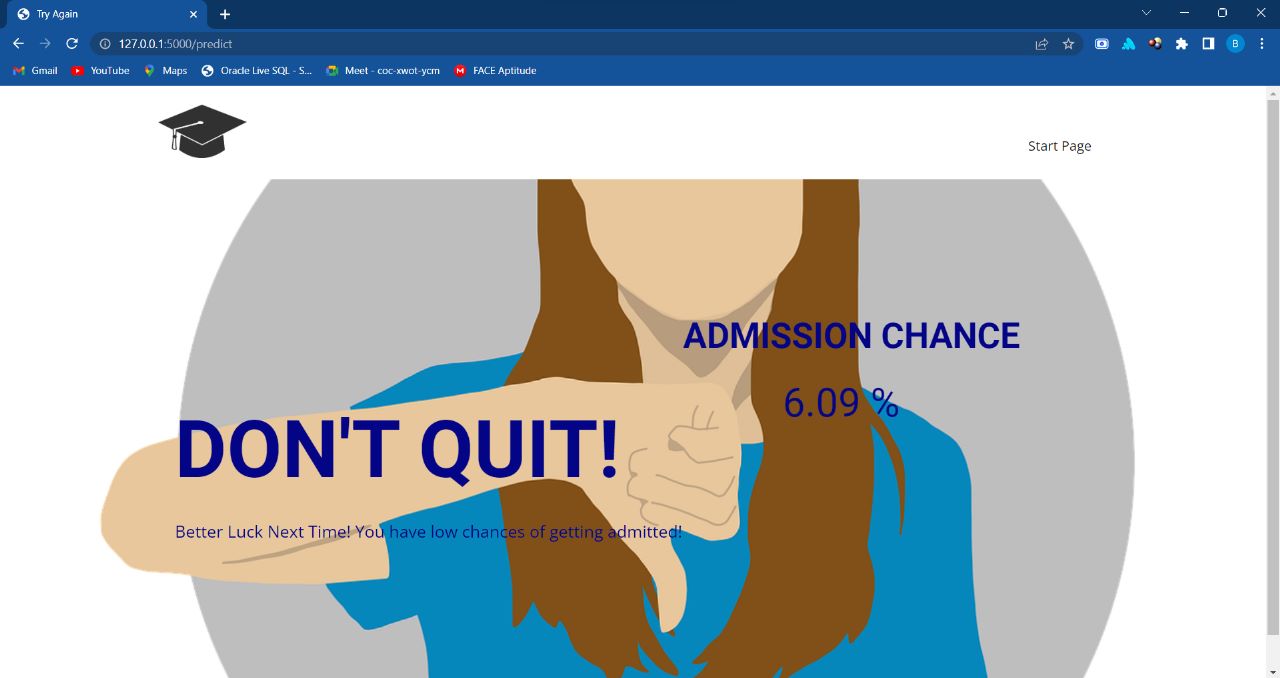 Try Again
127.0.0.1:5000/predict
B
Gmail YouTube Maps Oracle Live SQL - S... Meet - coc-xwot-ycm M FACE Aptitude
Start Page
ADMISSION CHANCE
6.09 %
DON'T QUIT!
Better Luck Next Time! You have low chances of getting admitted!